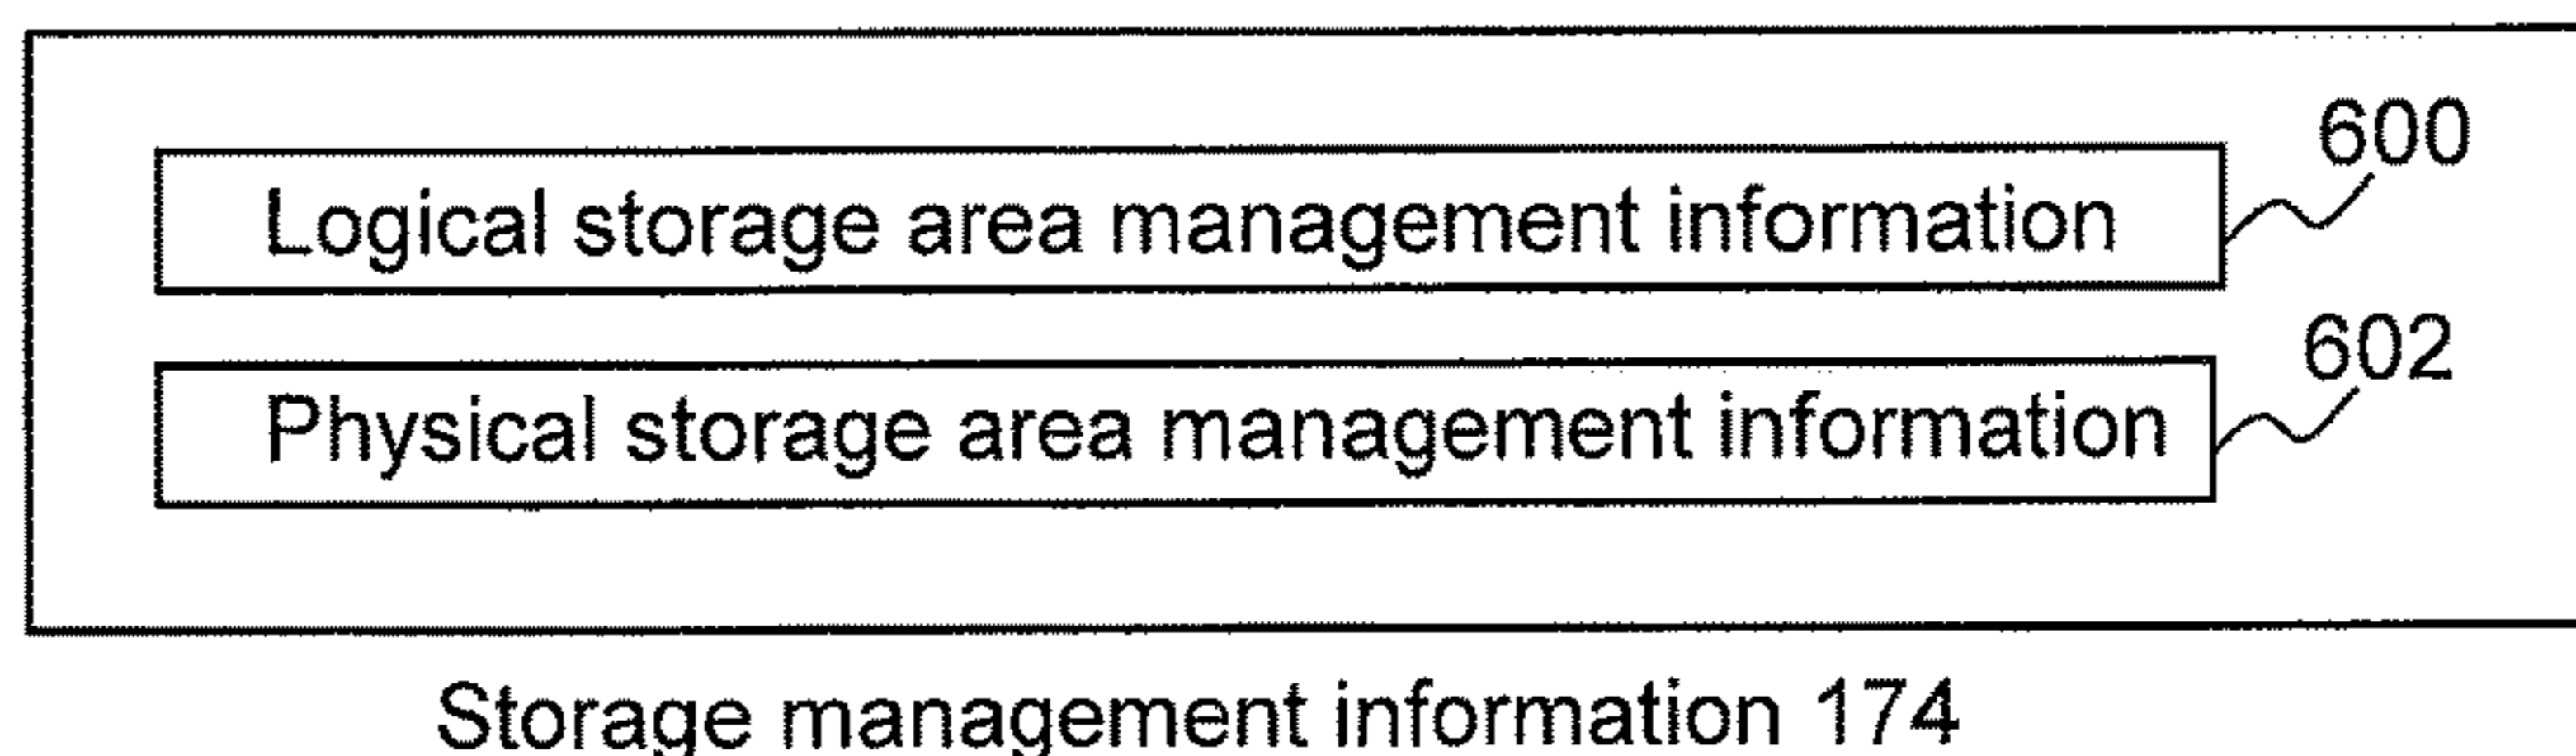 600
Logical storage area management information
602
Physical storage area management information
Storage management information 174